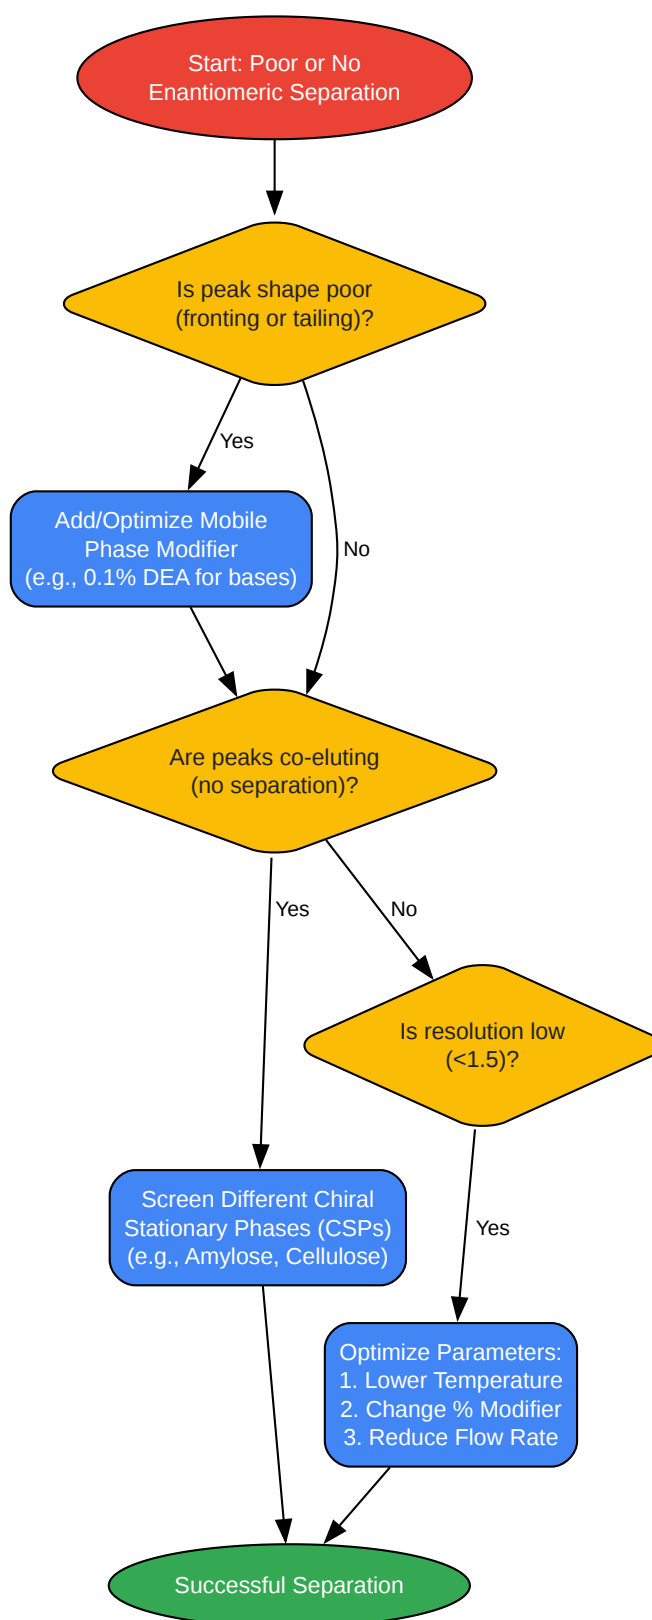 Start: Poor or No
Enantiomeric Separation
Is peak shape poor
(fronting or tailing)?
Yes
Add/Optimize Mobile
Phase Modifier
(e.g., 0.1% DEA for bases)
No
Are peaks co-eluting
(no separation)?
Yes
No
Is resolution low
(<1.5)?
Screen Different Chiral
Stationary Phases (CSPs)
(e.g., Amylose, Cellulose)
Yes
Optimize Parameters:
1. Lower Temperature
2. Change % Modifier
3. Reduce Flow Rate
Successful Separation